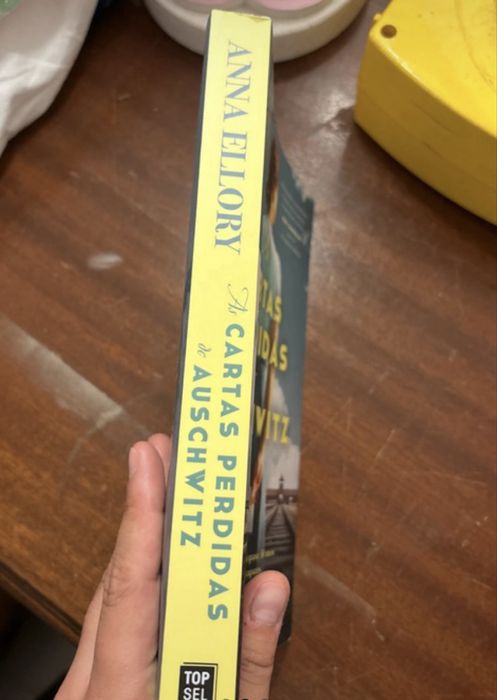 ANNA ELLORY
As CARTAS PERDIDAS
de AUSCHWITZ
TOP
SEL